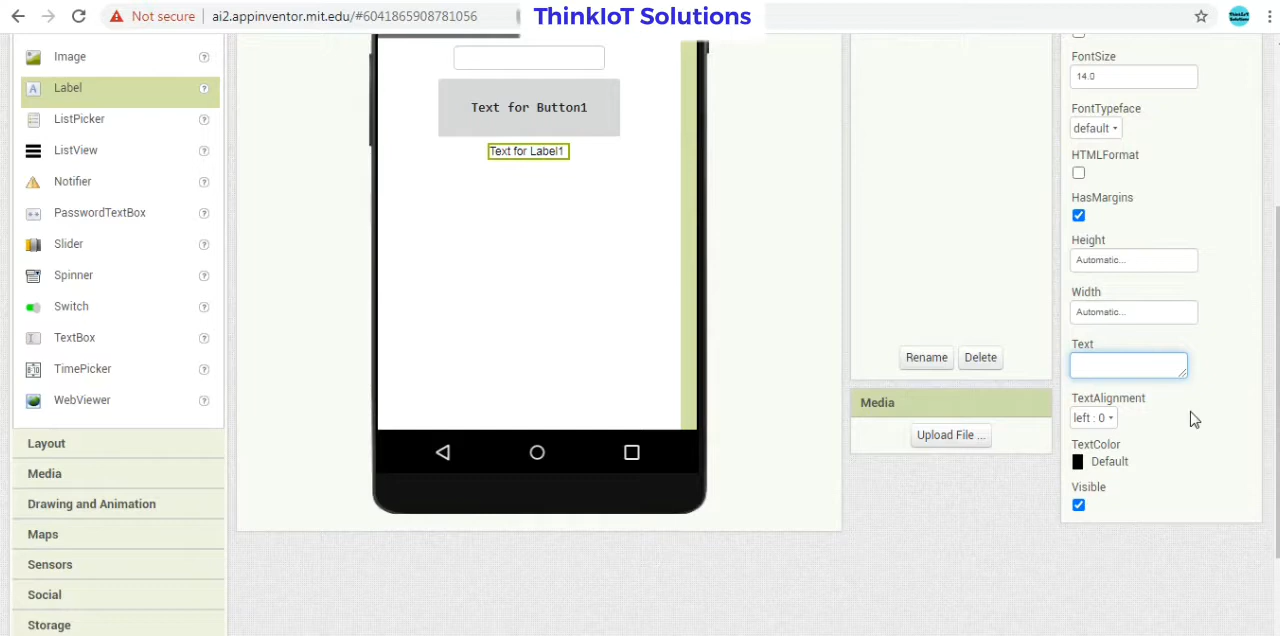 Not secure
ai2.appinventor.mit.edu/#6041865908781056
ThinkIoT Solutions
Image
Label
ListPicker
ListView
Notifier
PasswordTextBox
Slider
Spinner
Switch
TextBox
TimePicker
WebViewer
Layout
Media
Drawing and Animation
Maps
Sensors
Social
Storage
Text for Button1
Text for Label1
Rename
Delete
Media
Upload File ...
FontSize
14.0
FontTypeface
default
HTMLFormat
HasMargins
Height
Automatic...
Width
Automatic...
Text
TextAlignment
left : 0
TextColor
Default
Visible